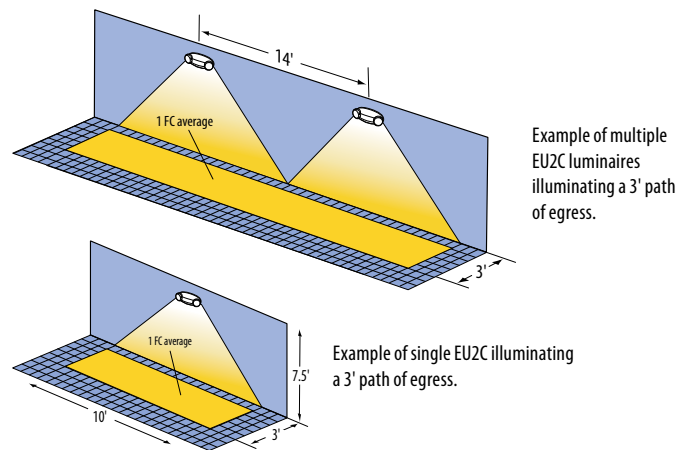 14'
1 FC average
Example of multiple
EU2C luminaires
illuminating a 3' path
of egress.
3'
1 FC average
7.5'
Example of single EU2C illuminating
a 3' path of egress.
10'
3'